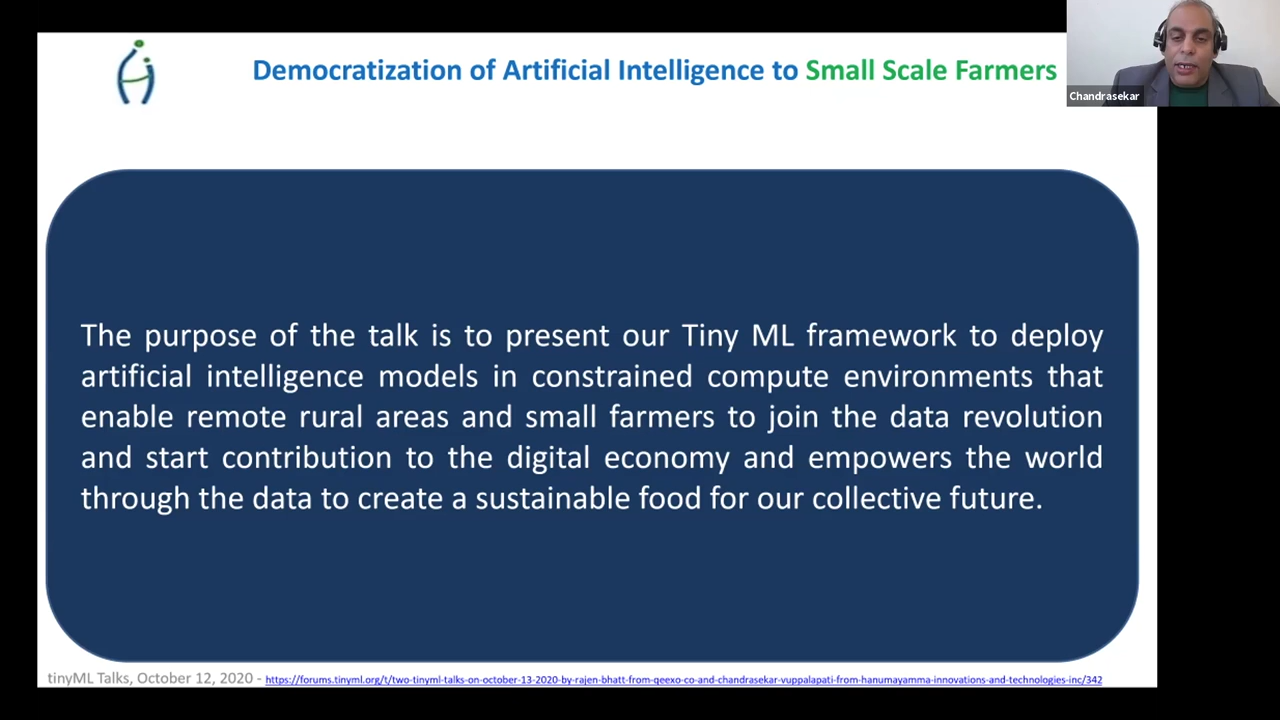 Democratization of Artificial Intelligence to Small Scale Farmers
Chandrasekar
The purpose of the talk is to present our Tiny ML framework to deploy
artificial intelligence models in constrained compute environments that
enable remote rural areas and small farmers to join the data revolution
and start contribution to the digital economy and empowers the world
through the data to create a sustainable food for our collective future.
tinyML Talks, October 12, 2020 - https://forums.tinyml.org/t/two-tinyml-talks-on-october-13-2020-by-rajen-bhatt-from-qeexo-co-and-chandrasekar-vuppalapati-from-hanumayamma-innovations-and-technologies-inc/342